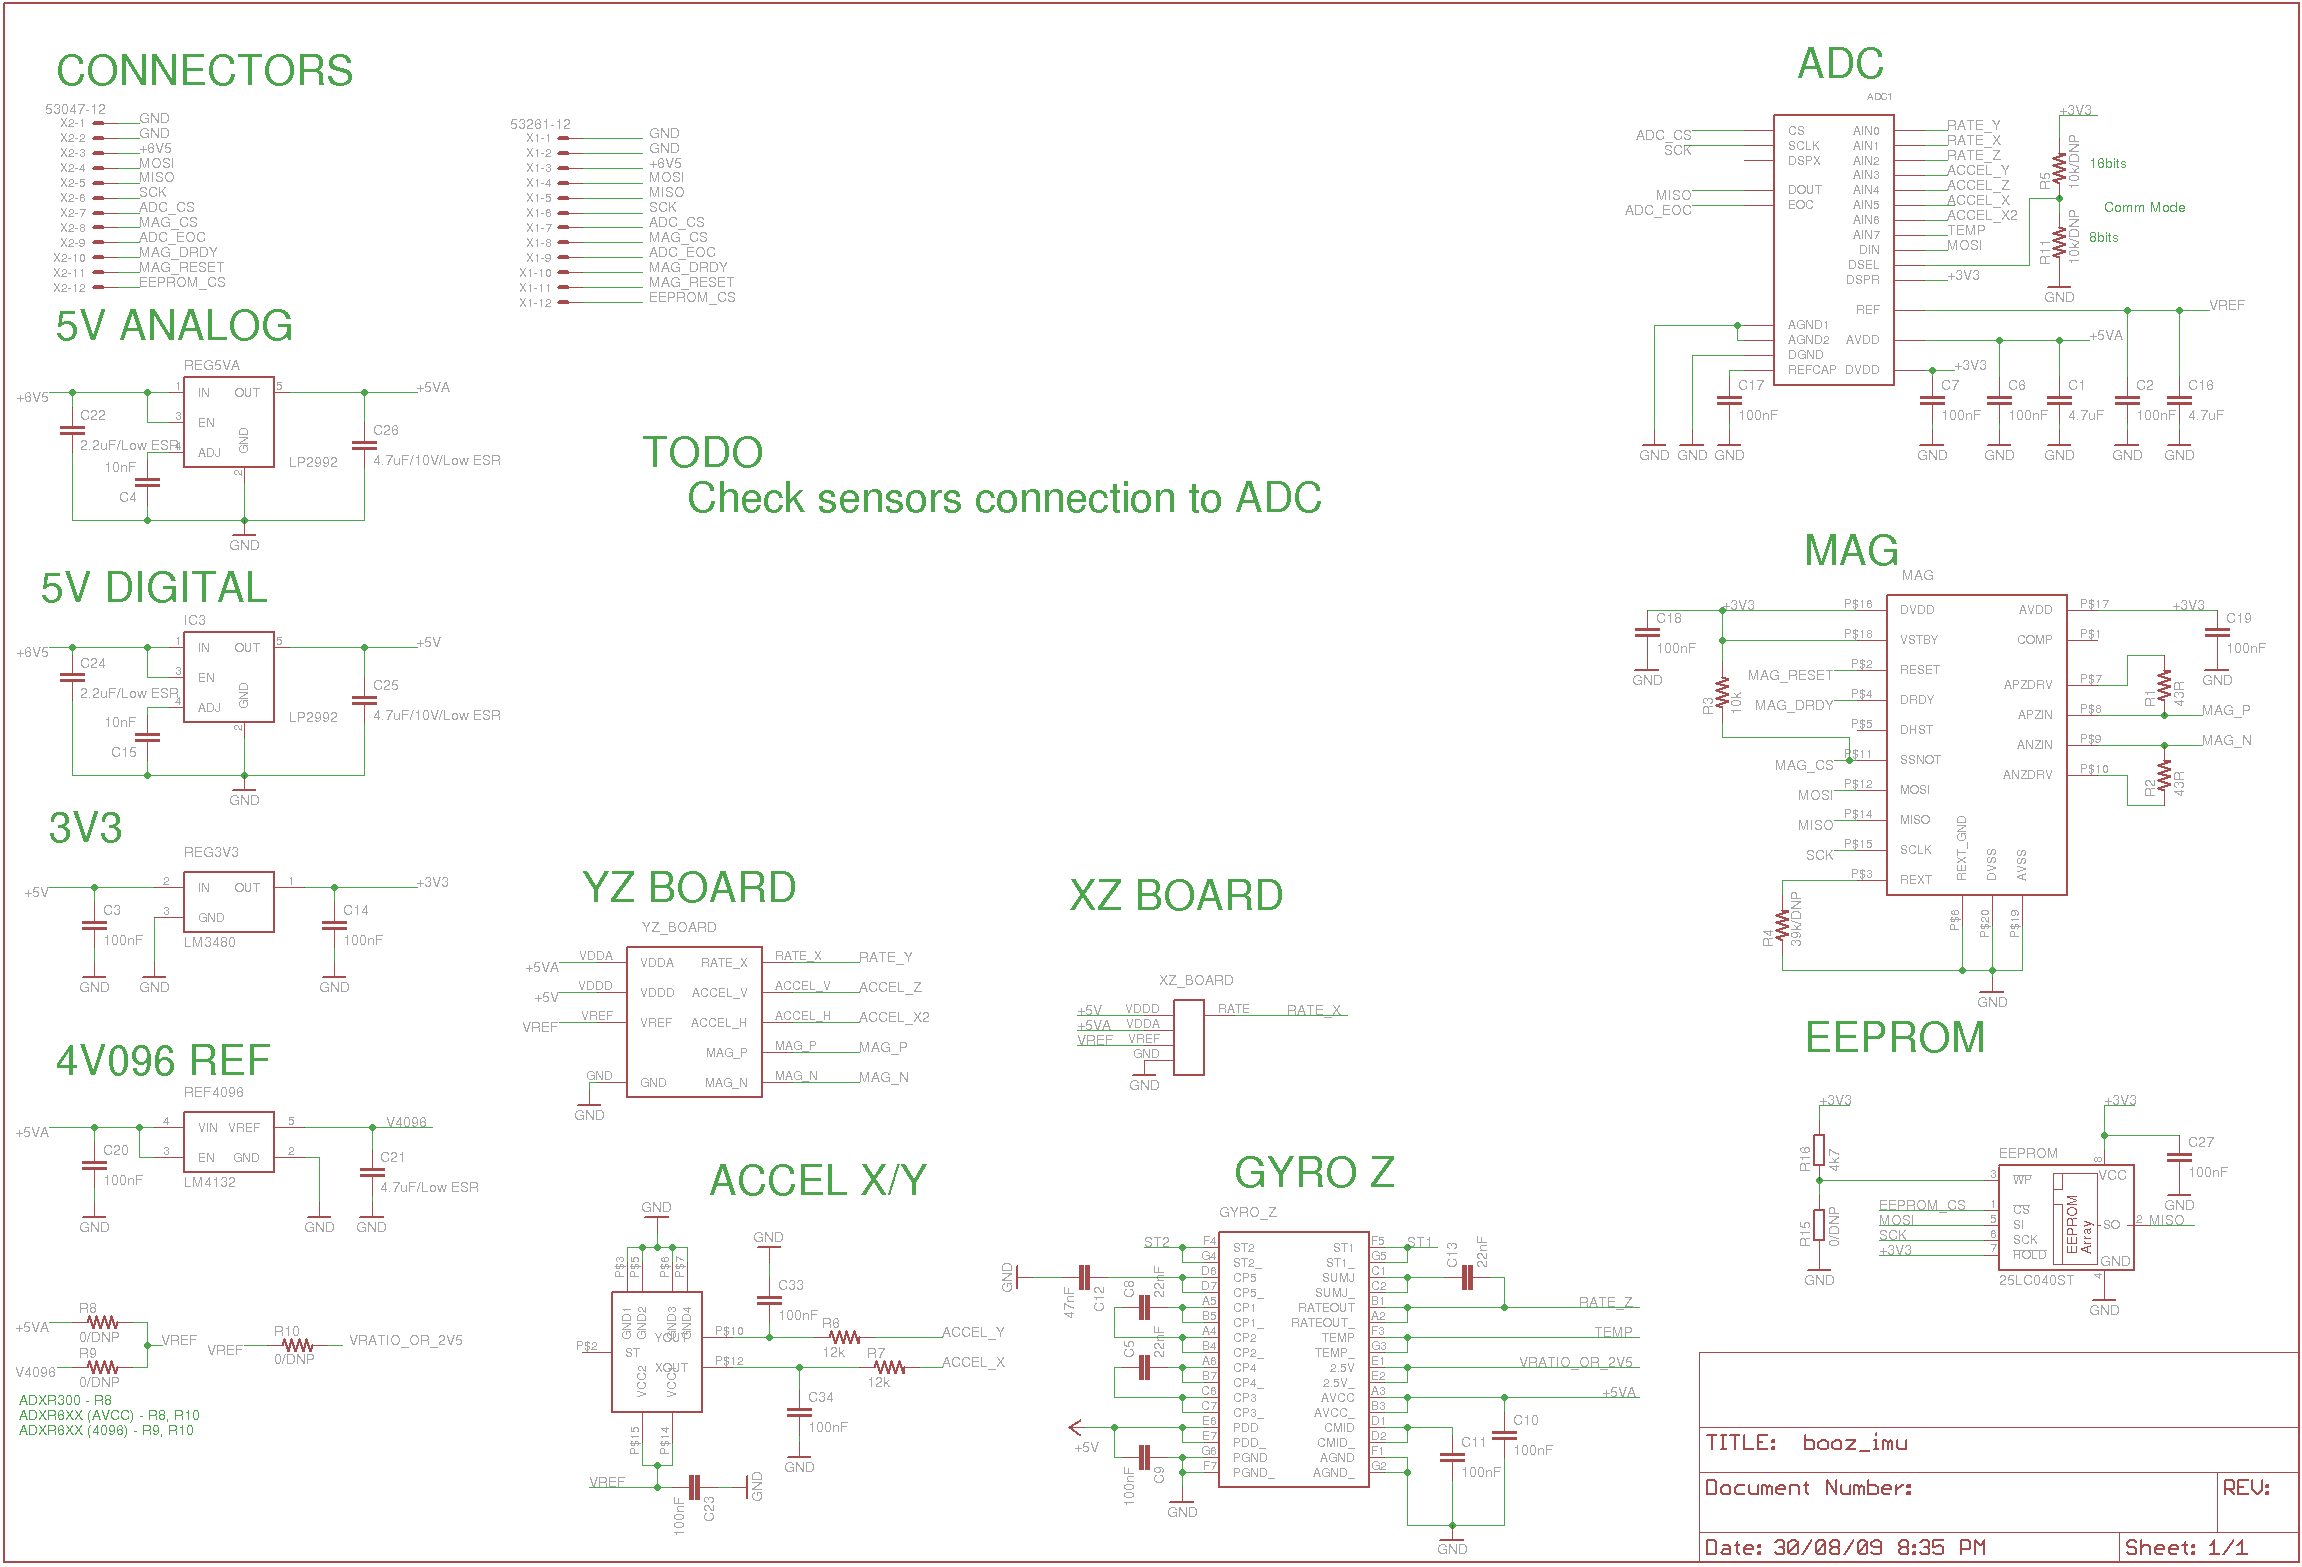 CONNECTORS
53047-12
X2-1 GND
X2-2 GND
X2-3 +6V5
X2-4 MOSI
X2-5 MISO
X2-6 SCK
X2-7 ADC_CS
X2-8 MAG_CS
X2-9 ADC_EOC
X2-10 MAG_DRDY
X2-11 MAG_RESET
X2-12 EEPROM_CS
53261-12
X1-1 GND
X1-2 GND
X1-3 +6V5
X1-4 MOSI
X1-5 MISO
X1-6 SCK
X1-7 ADC_CS
X1-8 MAG_CS
X1-9 ADC_EOC
X1-10 MAG_DRDY
X1-11 MAG_RESET
X1-12 EEPROM_CS
5V ANALOG
REG5VA
+6V5 1 IN OUT 5 +5VA
C22 3 EN C26
2.2uF/Low ESR 4 ADJ GND 2 LP2992 4.7uF/10V/Low ESR
10nF
C4
GND
5V DIGITAL
IC3
+6V5 1 IN OUT 5 +5V
C24 3 EN C25
2.2uF/Low ESR 4 ADJ GND 2 LP2992 4.7uF/10V/Low ESR
10nF
C15
GND
3V3
REG3V3
+5V 2 IN OUT 1 +3V3
C3 3 GND C14
100nF LM3480 100nF
GND GND GND
4V096 REF
REF4096
+5VA 4 VIN VREF 5 V4096
C20 3 EN GND 2 C21
100nF LM4132 4.7uF/Low ESR
GND GND GND
R8
+5VA 0/DNP
VREF
R9
V4096 0/DNP
R10
VREF 0/DNP VRATIO_OR_2V5
ADXR300 - R8
ADXR6XX (AVCC) - R8, R10
ADXR6XX (4096) - R9, R10
TODO
Check sensors connection to ADC
YZ BOARD
YZ_BOARD
+5VA VDDA VDDA RATE_X RATE_X RATE_Y
+5V VDDD VDDD ACCEL_V ACCEL_V ACCEL_Z
VREF VREF VREF ACCEL_H ACCEL_H ACCEL_X2
MAG_P MAG_P MAG_P
GND GND MAG_N MAG_N MAG_N
GND
XZ BOARD
XZ_BOARD
+5V VDDD RATE RATE_X
+5VA VDDA
VREF VREF
GND
GND
ACCEL X/Y
GND
P$3 P$5 P$6 P$7
GND1 GND2 GND3 GND4
GND
C33
100nF
YOUT P$10 R6 12k ACCEL_Y
P$2 ST
XOUT P$12 R7 12k ACCEL_X
VCC2 VCC
C34
100nF
GND
P$15 P$14
VREF
100nF C23 GND
GYRO Z
GYRO_Z
ST2 F4 ST2 ST1 F5 ST1
G4 ST2_ ST1_ G5
D6 CP5 SUMJ C1
D7 CP5_ SUMJ_ C2
A5 CP1 RATEOUT B1 RATE_Z
B5 CP1_ RATEOUT_ A2
A4 CP2 TEMP F3 TEMP
B4 CP2_ TEMP_ G3
A6 CP4 2.5V E1 VRATIO_OR_2V5
B7 CP4_ 2.5V_ E2
C6 CP3 AVCC A3 +5VA
C7 CP3_ AVCC_ B3
E6 PDD CMID D1
E7 PDD_ CMID_ D2
G6 PGND AGND F1
F7 PGND_ AGND_ G2
GND 47nF C12
C8 22nF
C5 22nF
+5V
100nF C9
GND
C13 22nF
C10
100nF
C11
100nF
GND
ADC
ADC1
ADC_CS CS AIN0 RATE_Y
SCK SCLK AIN1 RATE_X
DSPX AIN2 RATE_Z
AIN3 ACCEL_Y
MISO DOUT AIN4 ACCEL_Z
ADC_EOC EOC AIN5 ACCEL_X
AIN6 ACCEL_X2
AIN7 TEMP
DIN MOSI
DSEL
DSPR +3V3
REF VREF
AGND1
AGND2 AVDD +5VA
DGND
REFCAP DVDD +3V3
+3V3
R5 10k/DNP 16bits
Comm Mode
R11 10k/DNP 8bits
GND
C17 C7 C6 C1 C2 C16
100nF 100nF 100nF 4.7uF 100nF 4.7uF
GND GND GND GND GND GND GND GND
MAG
MAG
+3V3 P$16 DVDD AVDD P$17 +3V3
C18 P$18 VSTBY COMP P$1 C19
100nF 100nF
GND GND
MAG_RESET P$2 RESET APZDRV P$7
MAG_DRDY P$4 DRDY APZIN P$8 MAG_P
P$5 DHST
MAG_CS P$11 SSNOT ANZIN P$9 MAG_N
MOSI P$12 MOSI ANZDRV P$10
MISO P$14 MISO
SCK P$15 SCLK
P$3 REXT
REXT_GND DVSS AVSS
P$6 P$20 P$19
R3 10k
R1 43R
R2 43R
R4 39k/DNP
GND
EEPROM
+3V3 +3V3
R16 4k7
EEPROM
C27
100nF
GND
3 WP 8 VCC
EEPROM_CS 1 CS
MOSI 5 SI SO 2 MISO
SCK 6 SCK
+3V3 7 HOLD GND 4
EEPROM Array
25LC040ST
R15 0/DNP
GND
GND
TITLE: booz_imu
Document Number: REV:
Date: 30/08/09 8:35 PM Sheet: 1/1